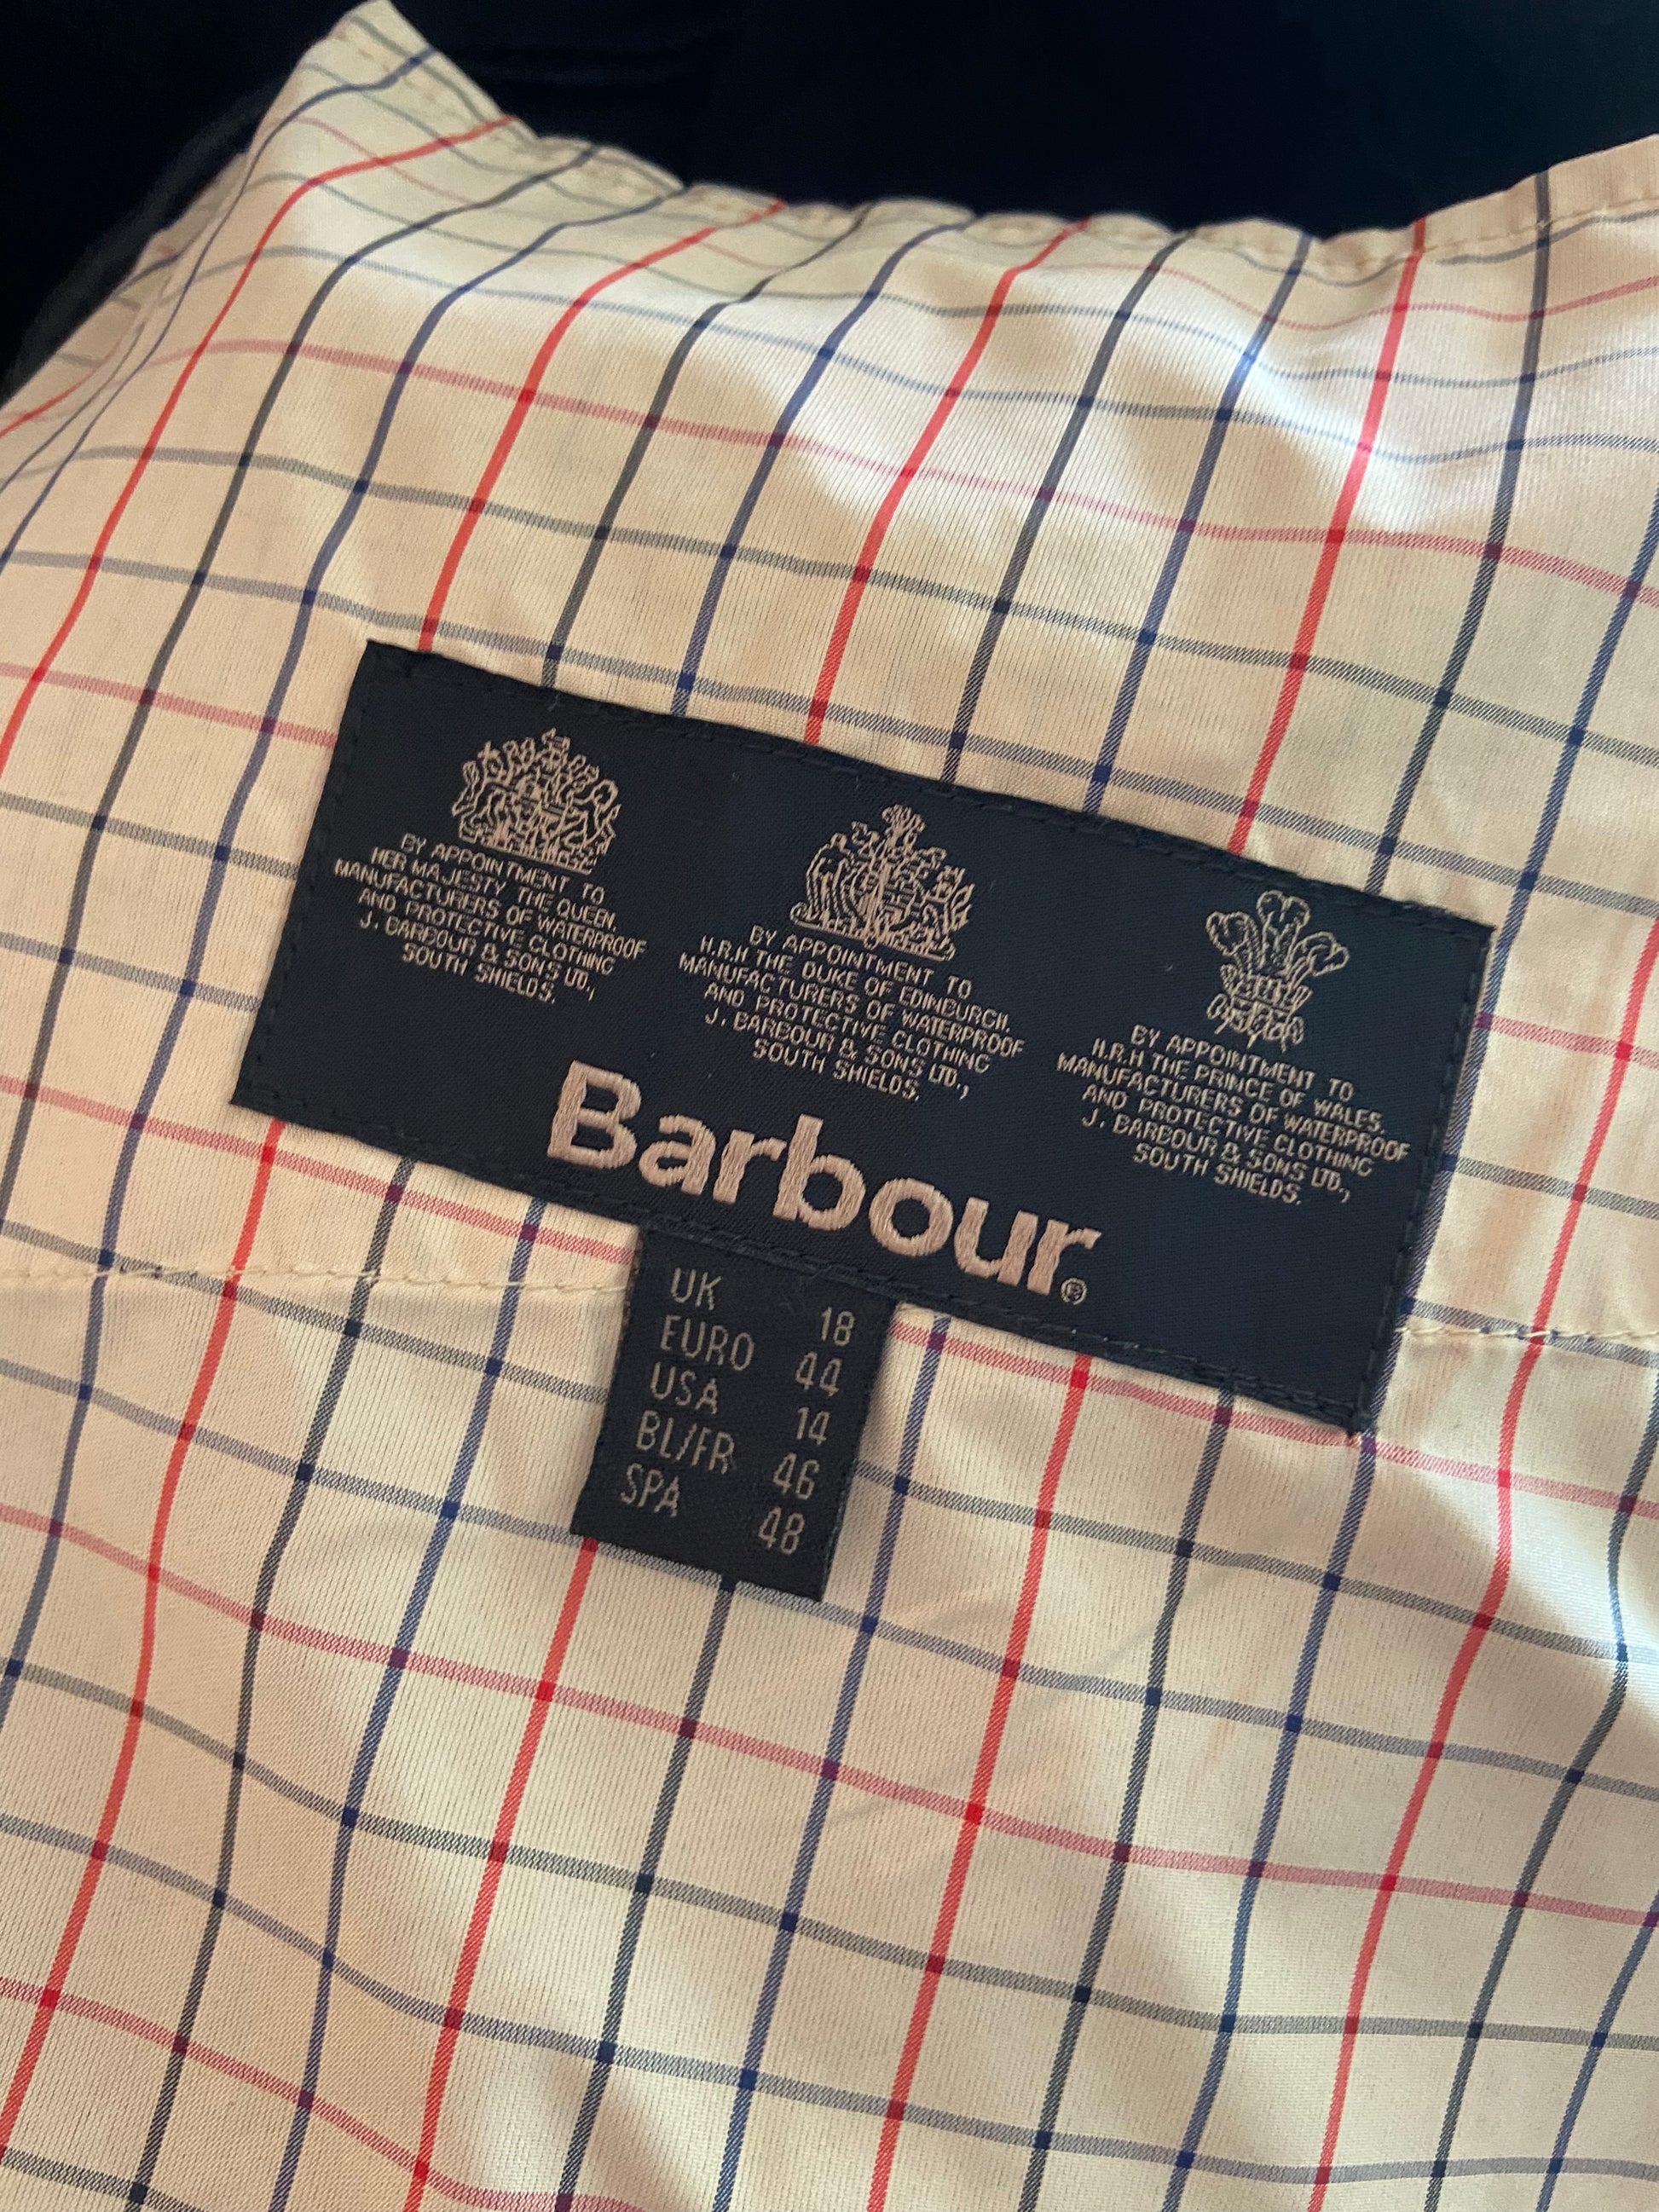 BY APPOINTMENT TO
HER MAJESTY THE QUEEN.
MANUFACTURERS OF WATERPROOF
AND PROTECTIVE CLOTHING
J. BARBOUR & SONS LTD.,
SOUTH SHIELDS.
BY APPOINTMENT TO
H.R.H THE DUKE OF EDINBURGH.
MANUFACTURERS OF WATERPROOF
AND PROTECTIVE CLOTHING
J. BARBOUR & SONS LTD.,
SOUTH SHIELDS.
BY APPOINTMENT TO
H.R.H THE PRINCE OF WALES.
MANUFACTURERS OF WATERPROOF
AND PROTECTIVE CLOTHING
J. BARBOUR & SONS LTD.,
SOUTH SHIELDS.
Barbour®
UK 18
EURO 44
USA 14
BL/FR 46
SPA 48